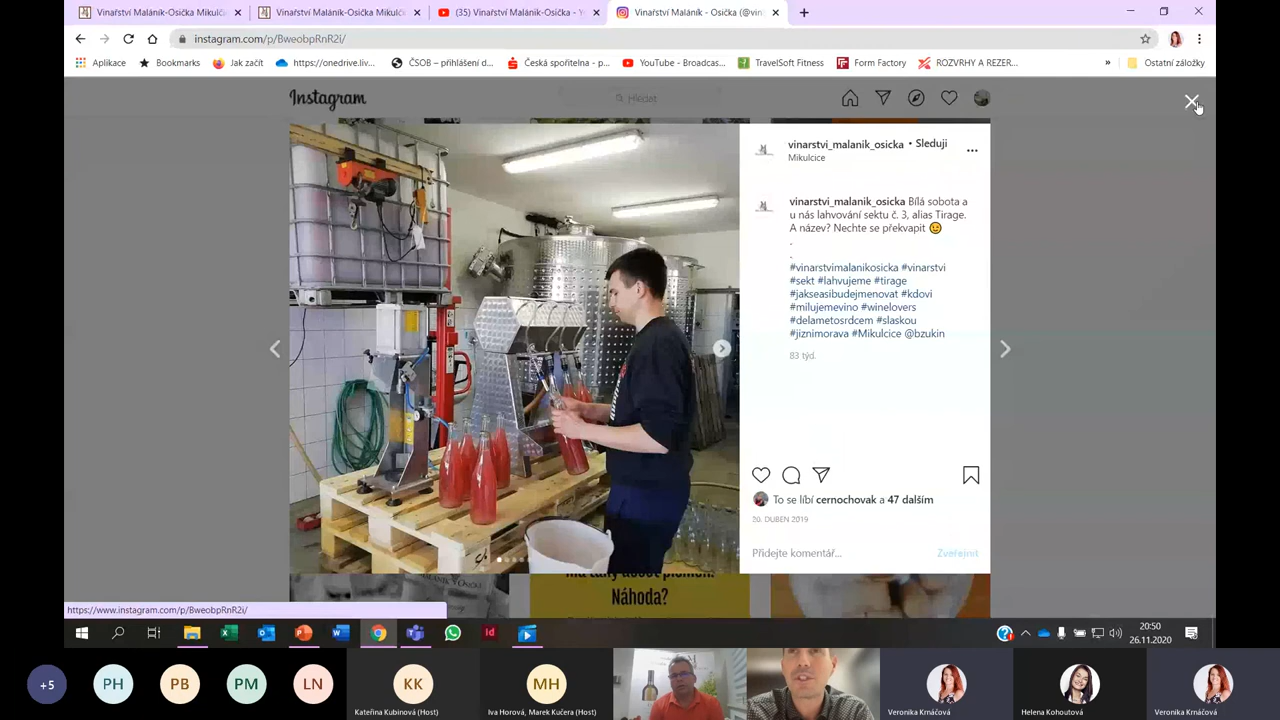 Vinařství Maláník-Osička Mikulč
Vinařství Maláník-Osička Mikulč
(35) Vinařství Maláník-Osička - Y
Vinařství Maláník - Osička (@vin
instagram.com/p/BweobpRnR2i/
Aplikace
Bookmarks
Jak začít
https://onedrive.liv...
ČSOB – přihlášení d...
Česká spořitelna - p...
YouTube - Broadcas...
TravelSoft Fitness
Form Factory
ROZVRHY A REZER...
»
Ostatní záložky
Instagram
Hledat
vinarstvi_malanik_osicka • Sleduji
Mikulcice
vinarstvi_malanik_osicka Bílá sobota a
u nás lahvování sektu č. 3, alias Tirage.
A název? Nechte se překvapit 😉
.
.
#vinarstvimalanikosicka #vinarstvi
#sekt #lahvujeme #tirage
#jakseasibudejmenovat #kdovi
#milujemevino #winelovers
#delametosrdcem #slaskou
#jiznimorava #Mikulcice @bzukin
83 týd.
To se líbí cernochovak a 47 dalším
20. DUBEN 2019
Přidejte komentář...
Zveřejnit
Náhoda?
https://www.instagram.com/p/BweobpRnR2i/
20:50
26.11.2020
+5
PH
PB
PM
LN
KK
Kateřina Kubinová (Host)
MH
Iva Horová, Marek Kučera (Host)
Veronika Krnáčová
Helena Kohoutová
Veronika Krnáčová